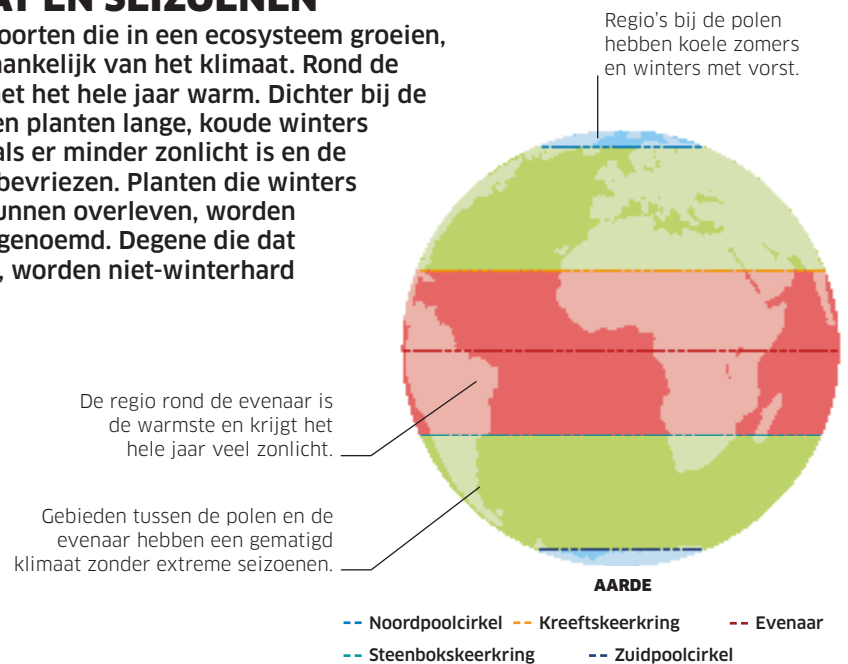 EN SEIZOENEN
die in een ecosysteem groeien,
van het klimaat. Rond de
het hele jaar warm. Dichter bij de
planten lange, koude winters
als er minder zonlicht is en de
bevriezen. Planten die winters
overleven, worden
genoemd. Degene die dat
worden niet-winterhard
Regio's bij de polen
hebben koele zomers
en winters met vorst.
De regio rond de evenaar is
de warmste en krijgt het
hele jaar veel zonlicht.
Gebieden tussen de polen en de
evenaar hebben een gematigd
klimaat zonder extreme seizoenen.
AARDE
Noordpoolcirkel
Kreeftskeerkring
Evenaar
Steenbokskeerkring
Zuidpoolcirkel